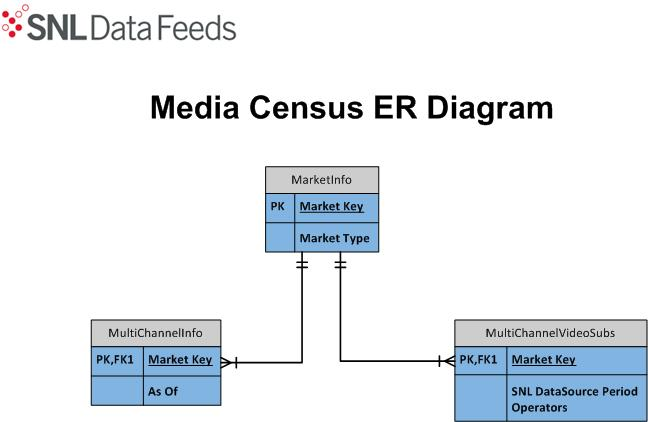 SNL Data Feeds
Media Census ER Diagram
MarketInfo
PK Market Key
Market Type
MultiChannelInfo
PK,FK1 Market Key
As Of
MultiChannelVideoSubs
PK,FK1 Market Key
SNL DataSource Period
Operators